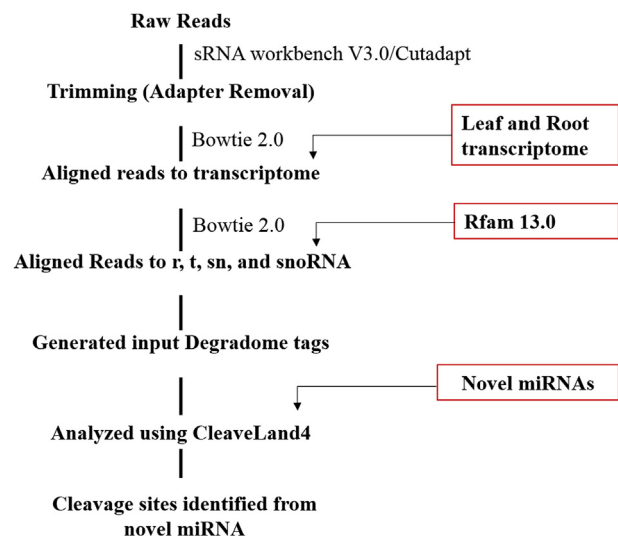 Raw Reads
sRNA workbench V3.0/Cutadapt
Trimming (Adapter Removal)
Bowtie 2.0
Leaf and Root
transcriptome
Aligned reads to transcriptome
Bowtie 2.0
Rfam 13.0
Aligned Reads to r, t, sn, and snoRNA
Generated input Degradome tags
Novel miRNAs
Analyzed using CleaveLand4
Cleavage sites identified from
novel miRNA